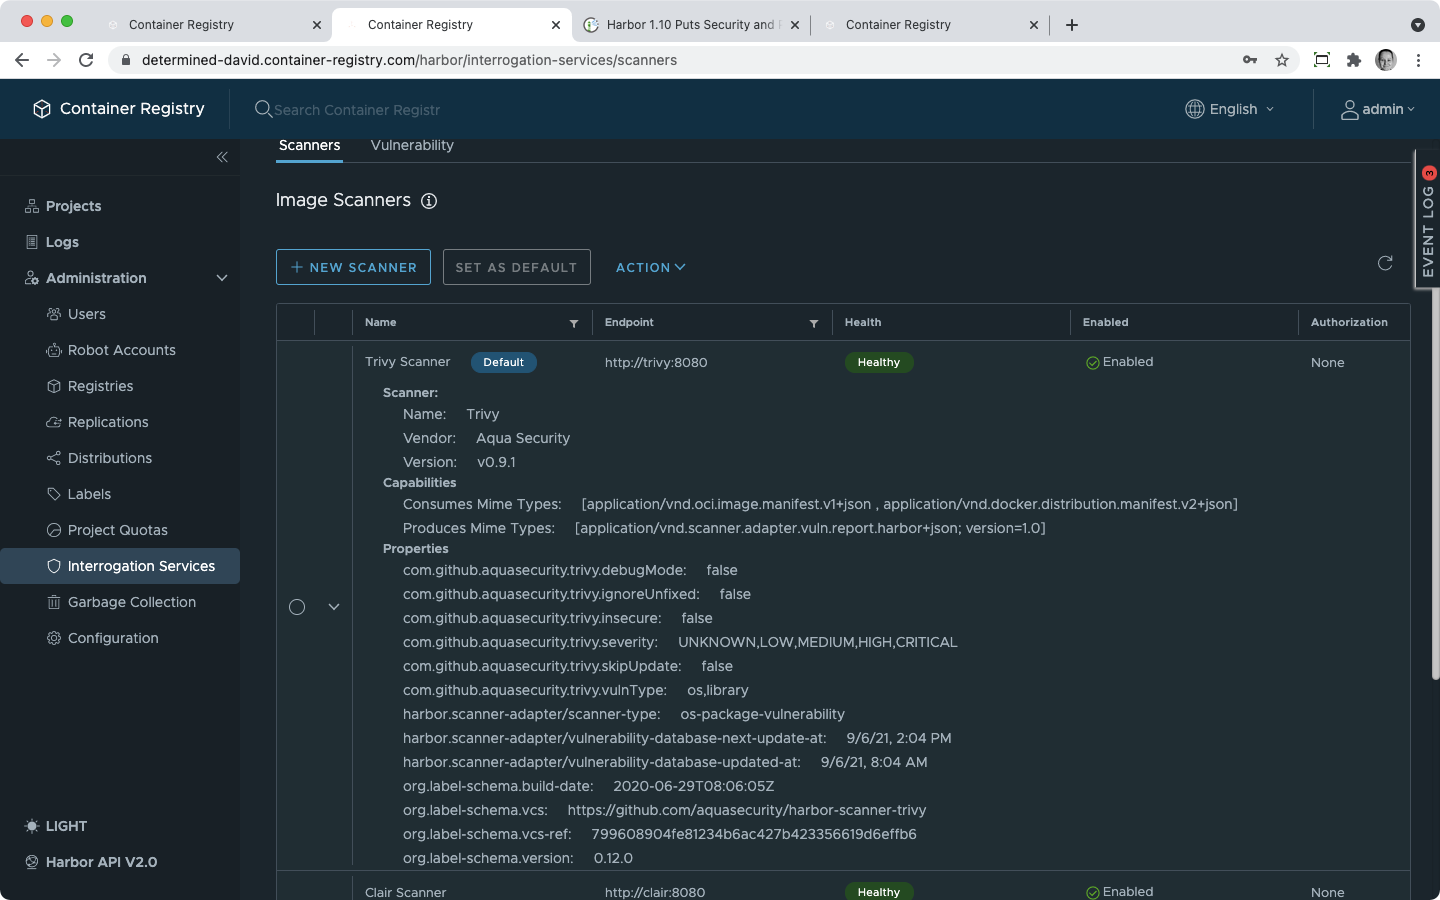 Container Registry
Container Registry
Harbor 1.10 Puts Security and
Container Registry
determined-david.container-registry.com/harbor/interrogation-services/scanners
Container Registry
Search Container Registr
English
admin
Scanners
Vulnerability
EVENT LOG 3
Projects
Logs
Administration
Users
Robot Accounts
Registries
Replications
Distributions
Labels
Project Quotas
Interrogation Services
Garbage Collection
Configuration
LIGHT
Harbor API V2.0
Image Scanners
NEW SCANNER
SET AS DEFAULT
ACTION
Name Endpoint Health Enabled Authorization
Trivy Scanner Default http://trivy:8080 Healthy Enabled None
Scanner:
Name: Trivy
Vendor: Aqua Security
Version: v0.9.1
Capabilities
Consumes Mime Types: [application/vnd.oci.image.manifest.v1+json , application/vnd.docker.distribution.manifest.v2+json]
Produces Mime Types: [application/vnd.scanner.adapter.vuln.report.harbor+json; version=1.0]
Properties
com.github.aquasecurity.trivy.debugMode: false
com.github.aquasecurity.trivy.ignoreUnfixed: false
com.github.aquasecurity.trivy.insecure: false
com.github.aquasecurity.trivy.severity: UNKNOWN,LOW,MEDIUM,HIGH,CRITICAL
com.github.aquasecurity.trivy.skipUpdate: false
com.github.aquasecurity.trivy.vulnType: os,library
harbor.scanner-adapter/scanner-type: os-package-vulnerability
harbor.scanner-adapter/vulnerability-database-next-update-at: 9/6/21, 2:04 PM
harbor.scanner-adapter/vulnerability-database-updated-at: 9/6/21, 8:04 AM
org.label-schema.build-date: 2020-06-29T08:06:05Z
org.label-schema.vcs: https://github.com/aquasecurity/harbor-scanner-trivy
org.label-schema.vcs-ref: 799608904fe81234b6ac427b423356619d6effb6
org.label-schema.version: 0.12.0
Clair Scanner http://clair:8080 Healthy Enabled None